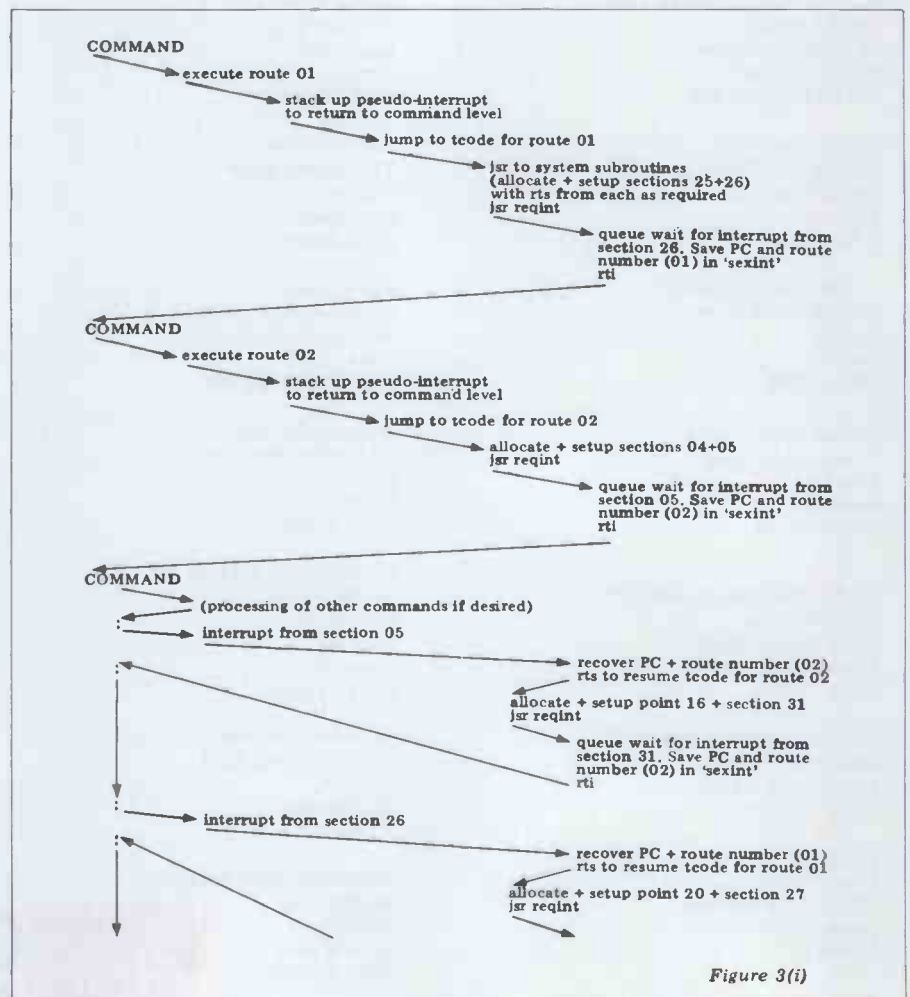 COMMAND
execute route 01
stack up pseudo-interrupt
to return to command level
jump to tcode for route 01
jsr to system subroutines
(allocate + setup sections 25+26)
with rts from each as required
jsr reqint
queue wait for interrupt from
section 26. Save PC and route
number (01) in 'sexint'
rti
COMMAND
execute route 02
stack up pseudo-interrupt
to return to command level
jump to tcode for route 02
allocate + setup sections 04+05
jsr reqint
queue wait for interrupt from
section 05. Save PC and route
number (02) in 'sexint'
rti
COMMAND
(processing of other commands if desired)
interrupt from section 05
recover PC + route number (02)
rts to resume tcode for route 02
allocate + setup point 16 + section 31
jsr reqint
queue wait for interrupt from
section 31. Save PC and route
number (02) in 'sexint'
rti
interrupt from section 26
recover PC + route number (01)
rts to resume tcode for route 01
allocate + setup point 20 + section 27
jsr reqint
Figure 3(i)